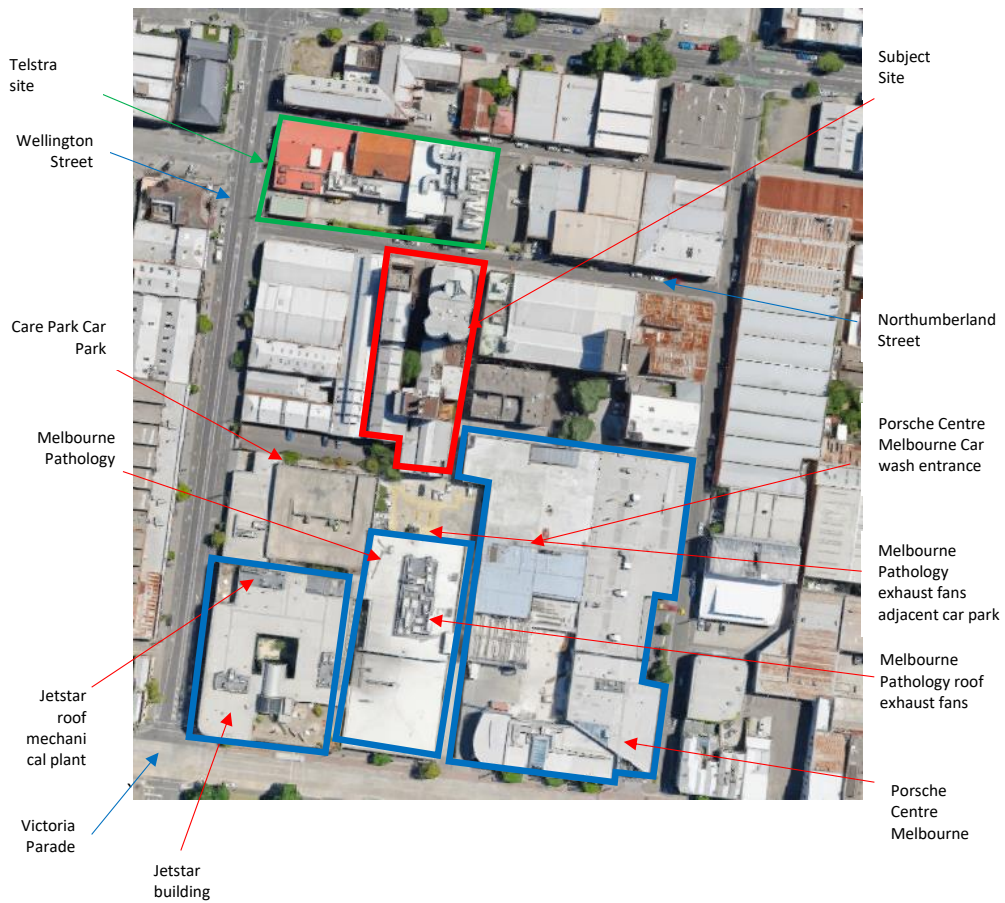 Telstra
site
Wellington
Street
Care Park Car
Park
Melbourne
Pathology
Jetstar
roof
mechani
cal plant
Victoria
Parade
Jetstar
building
Subject
Site
Northumberland
Street
Porsche Centre
Melbourne Car
wash entrance
Melbourne
Pathology
exhaust fans
adjacent car park
Melbourne
Pathology roof
exhaust fans
Porsche
Centre
Melbourne